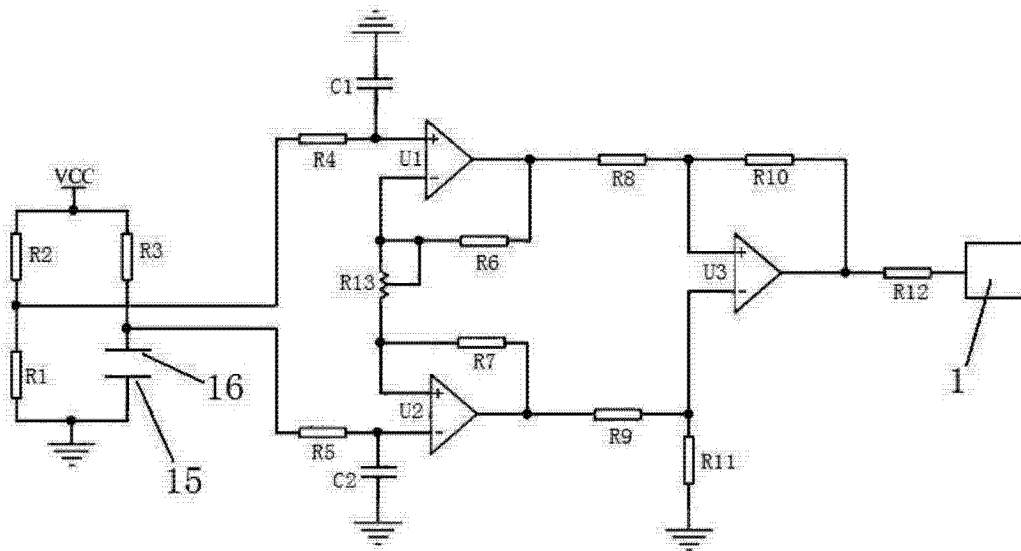 C1
R4
U1
+
-
R8
R10
VCC
R2
R3
R6
R13
U3
+
-
R12
1
R7
R1
16
U2
+
-
R9
15
R5
C2
R11